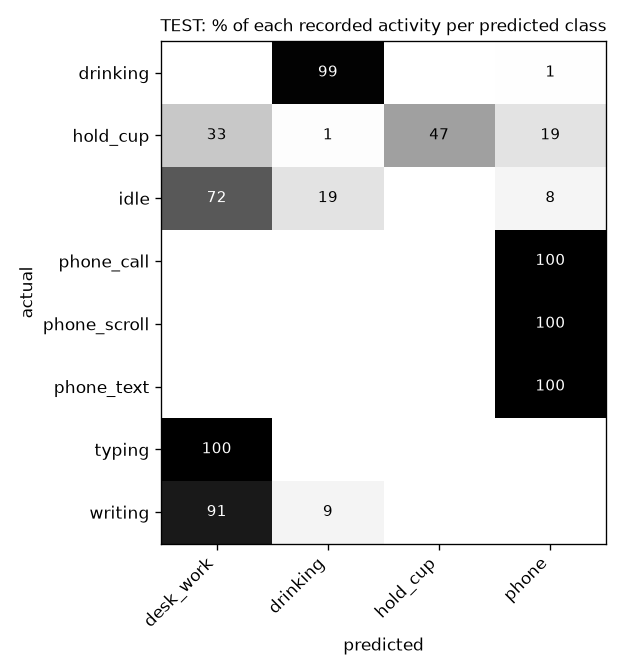 TEST: % of each recorded activity per predicted class
drinking 99 1
hold_cup 33 1 47 19
idle 72 19 8
phone_call 100
phone_scroll 100
phone_text 100
typing 100
writing 91 9
actual
desk_work drinking hold_cup phone
predicted